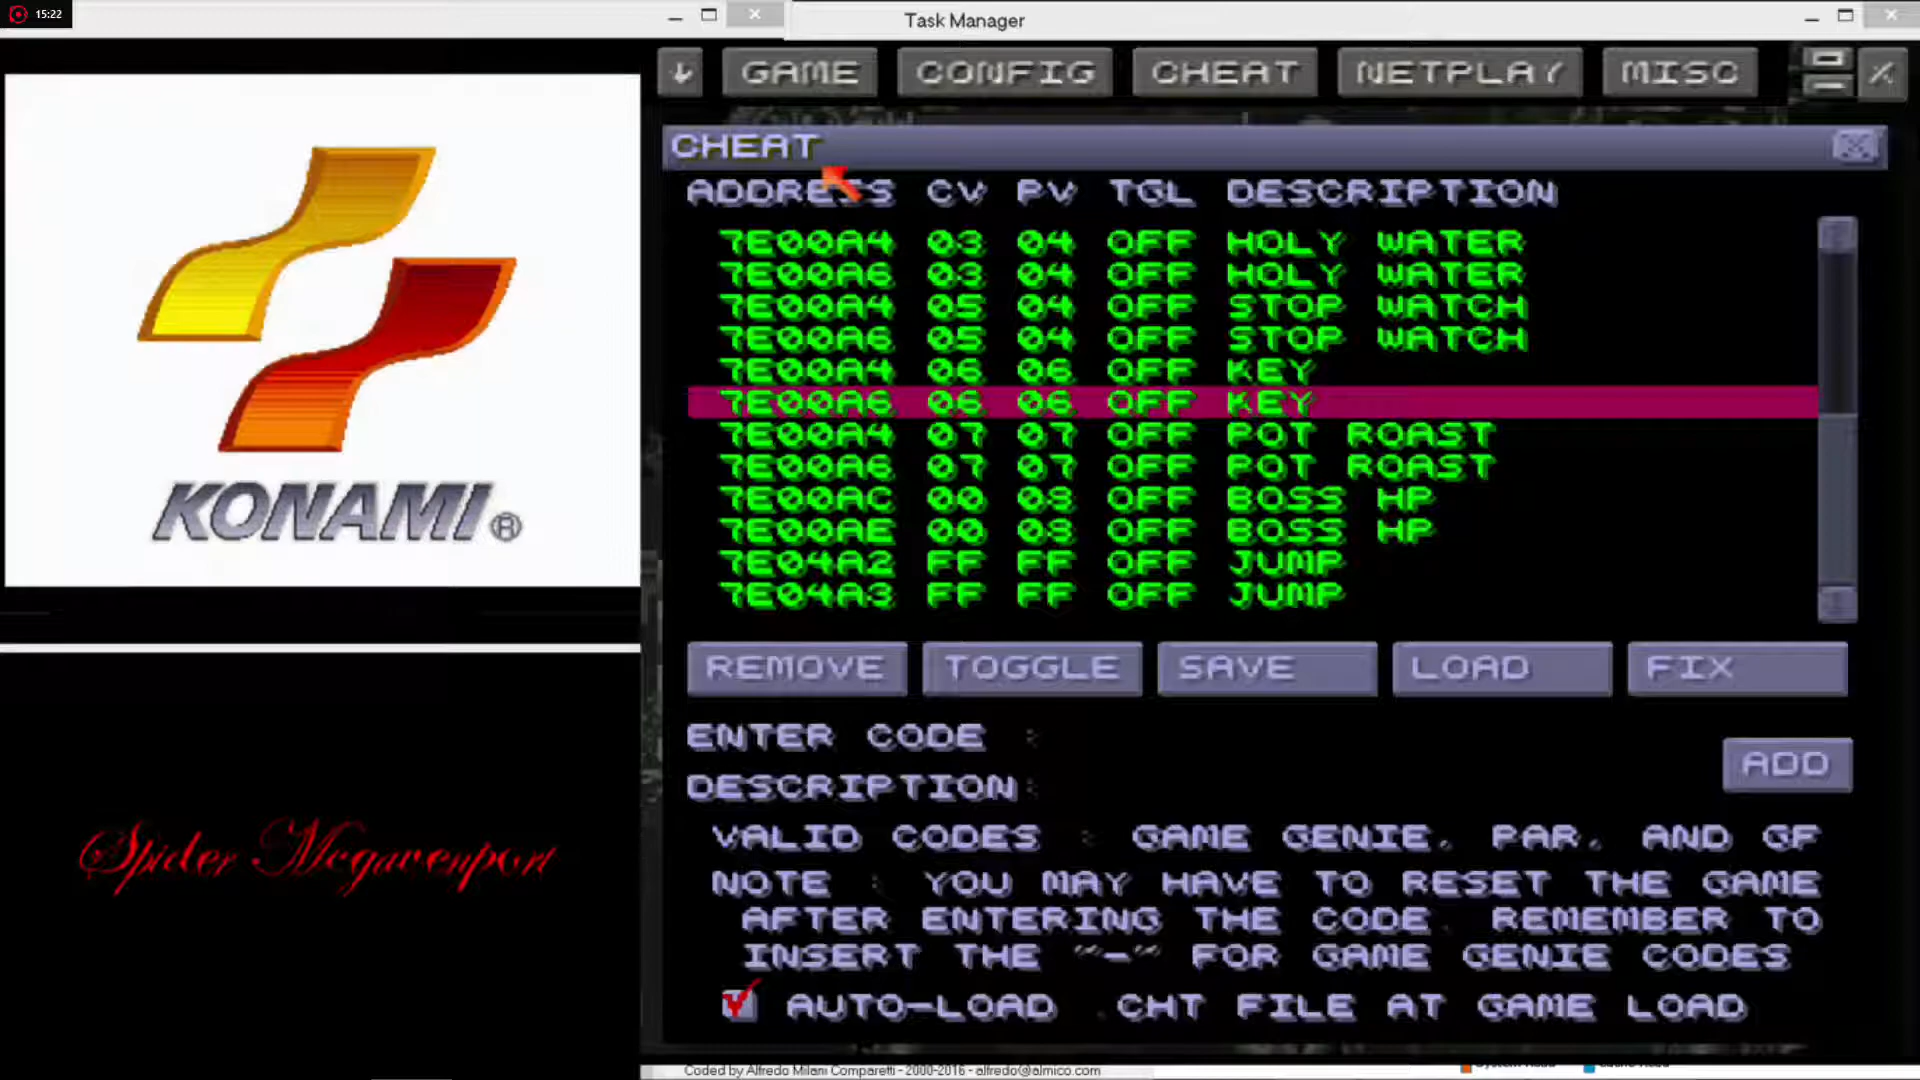 15:22
Task Manager
GAME CONFIG CHEAT NETPLAY MISC
CHEAT
ADDRESS CV PV TGL DESCRIPTION
7E00A4 03 04 OFF HOLY WATER
7E00A6 03 04 OFF HOLY WATER
7E00A4 05 04 OFF STOP WATCH
7E00A6 05 04 OFF STOP WATCH
7E00A4 06 06 OFF KEY
7E00A6 06 06 OFF KEY
7E00A4 07 07 OFF POT ROAST
7E00A6 07 07 OFF POT ROAST
7E00AC 00 08 OFF BOSS HP
7E00AE 00 08 OFF BOSS HP
7E04A2 FF FF OFF JUMP
7E04A3 FF FF OFF JUMP
REMOVE TOGGLE SAVE LOAD FIX
ENTER CODE :
ADD
DESCRIPTION:
VALID CODES : GAME GENIE, PAR, AND GF
NOTE : YOU MAY HAVE TO RESET THE GAME
AFTER ENTERING THE CODE. REMEMBER TO
INSERT THE "-" FOR GAME GENIE CODES
AUTO-LOAD .CHT FILE AT GAME LOAD
KONAMI®
Spider Mcgavenport
Coded by Alfredo Milani Comparetti - 2000-2016 - alfredo@almico.com